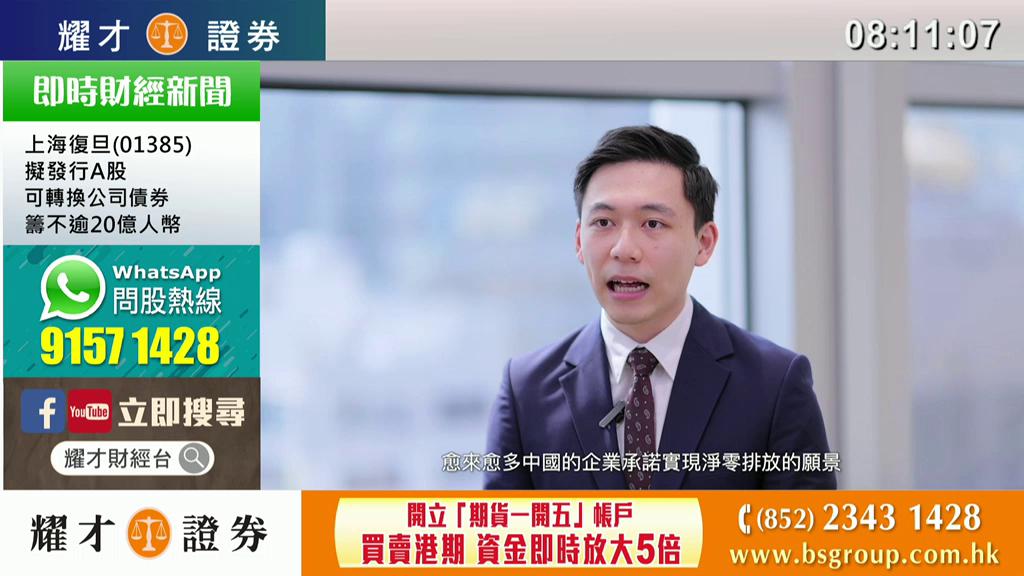 耀才 證券
08:11:07
即時財經新聞
上海復旦(01385)
擬發行A股
可轉換公司債券
籌不逾20億人幣
WhatsApp
問股熱線
9157 1428
f YouTube 立即搜尋
耀才財經台
愈來愈多中國的企業承諾實現淨零排放的願景
耀才 證券
開立「期貨一開五」帳戶
買賣港期 資金即時放大5倍
(852) 2343 1428
www.bsgroup.com.hk